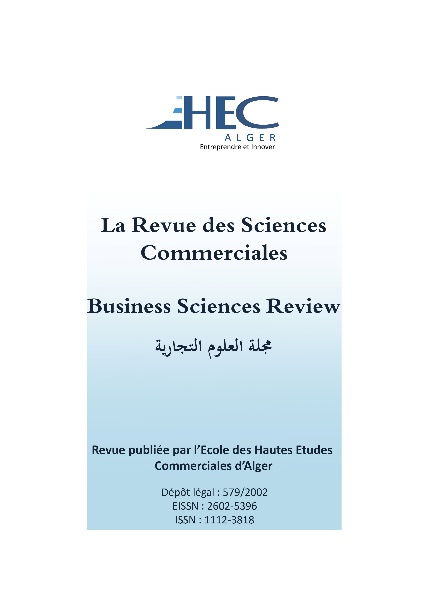 EHEC
ALGER
Entreprendre et Innover
La Revue des Sciences
Commerciales
Business Sciences Review
مجلة العلوم التجارية
Revue publiée par l'Ecole des Hautes Etudes
Commerciales d'Alger
Dépôt légal : 579/2002
EISSN : 2602-5396
ISSN : 1112-3818